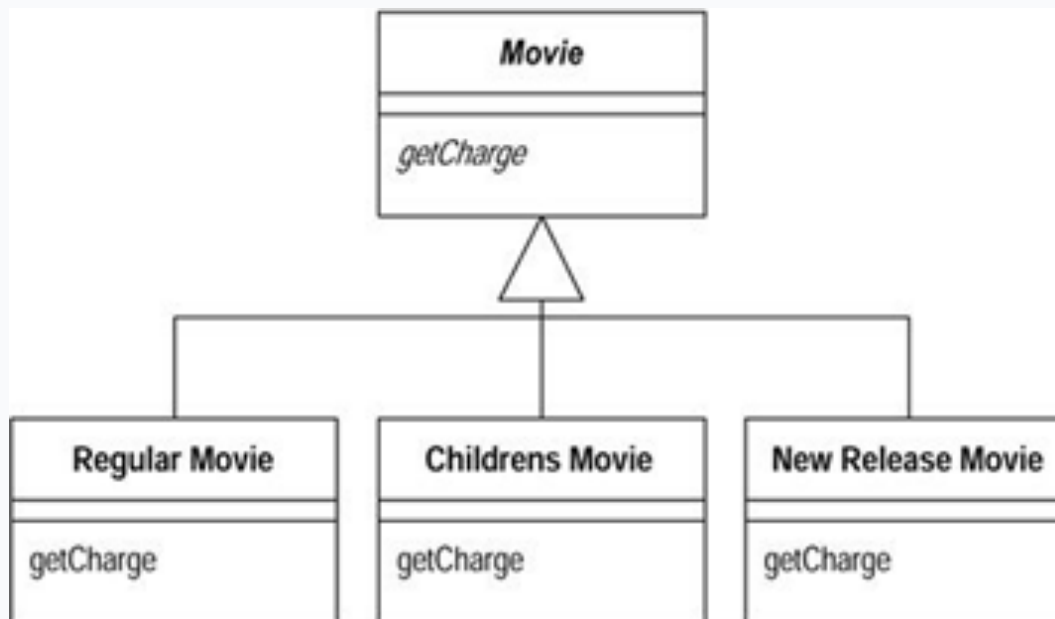 Movie
getCharge
Regular Movie
Childrens Movie
New Release Movie
getCharge
getCharge
getCharge